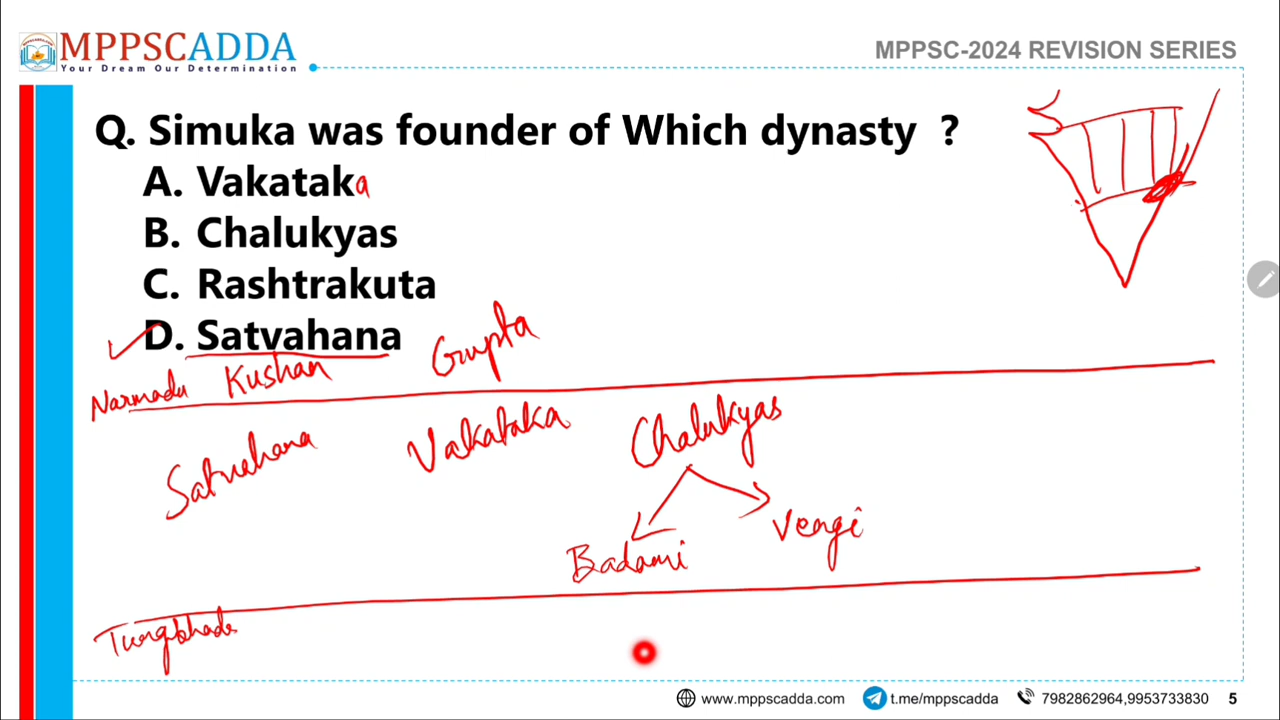 MPPSCADDA
Your Dream Our Determination
MPPSC-2024 REVISION SERIES
Q. Simuka was founder of Which dynasty ?
A. Vakataka
B. Chalukyas
C. Rashtrakuta
D. Satvahana
Narmada Kushan Gupta
Satvahana Vakataka Chalukyas
Badami Vengi
Tungbhada
www.mppscadda.com t.me/mppscadda 7982862964,9953733830 5